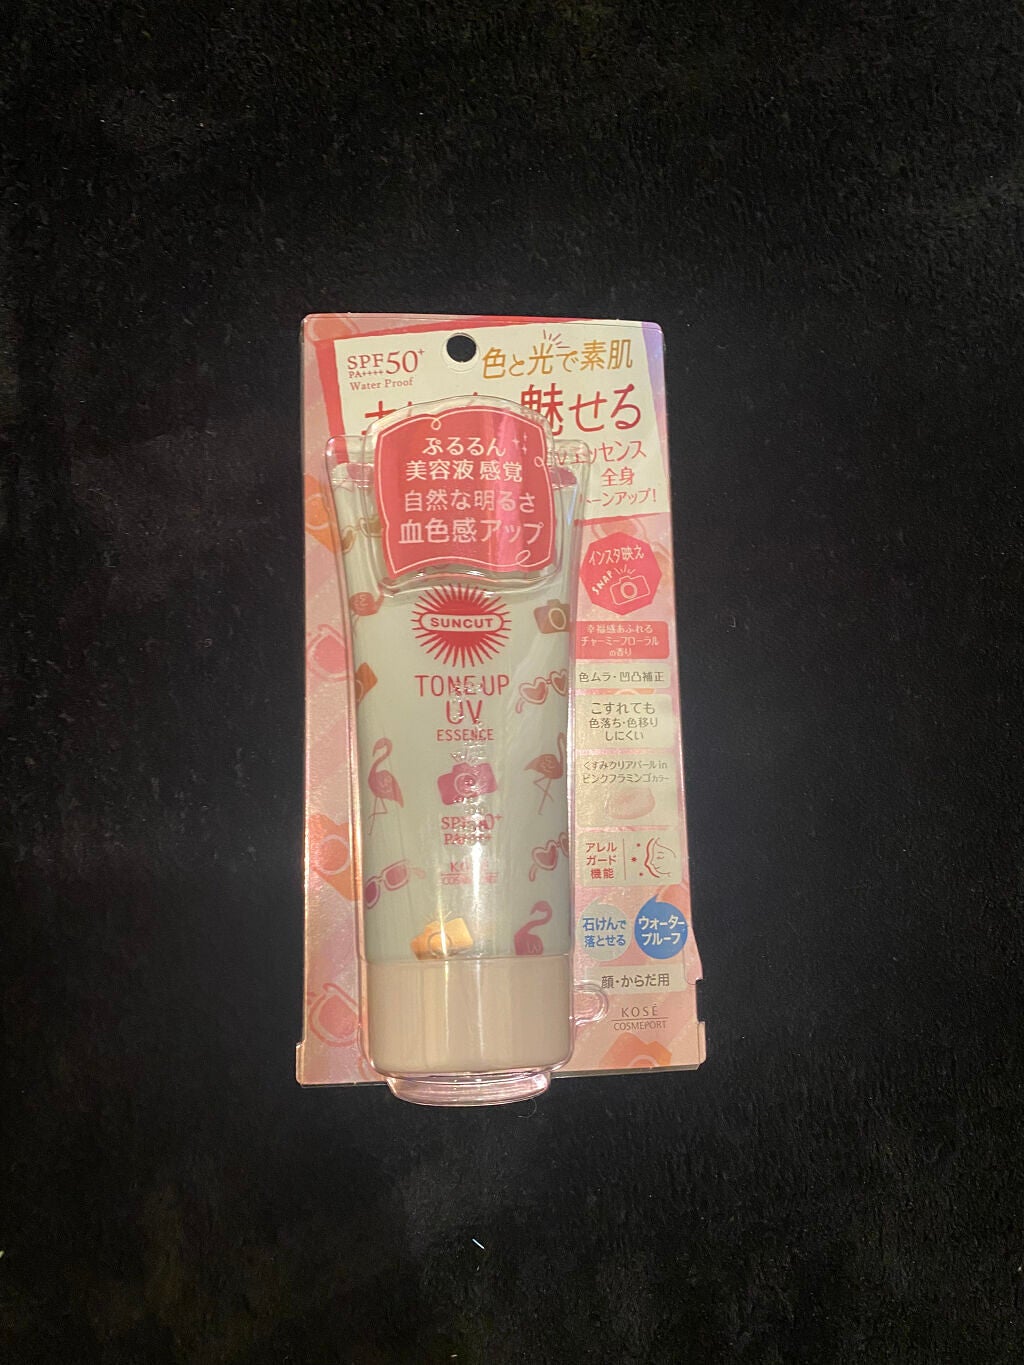 SPF50+
PA++++
Water Proof
色と光で素肌
魅せる
エッセンス
全身
トーンアップ!
ぷるるん
美容液感覚
自然な明るさ
血色感アップ
インスタ映え
SNAP
幸福感あふれる
チャーミーフローラル
の香り
色ムラ・凹凸補正
こすれても
色落ち・色移り
しにくい
くすみクリアパールin
ピンクフラミンゴカラー
アレル
ガード
機能
石けんで
落とせる
ウォーター
プルーフ
顔・からだ用
KOSÉ
COSMEPORT
SUNCUT
TONE UP
UV
ESSENCE
SPF50+
PA++++
COSMEPORT